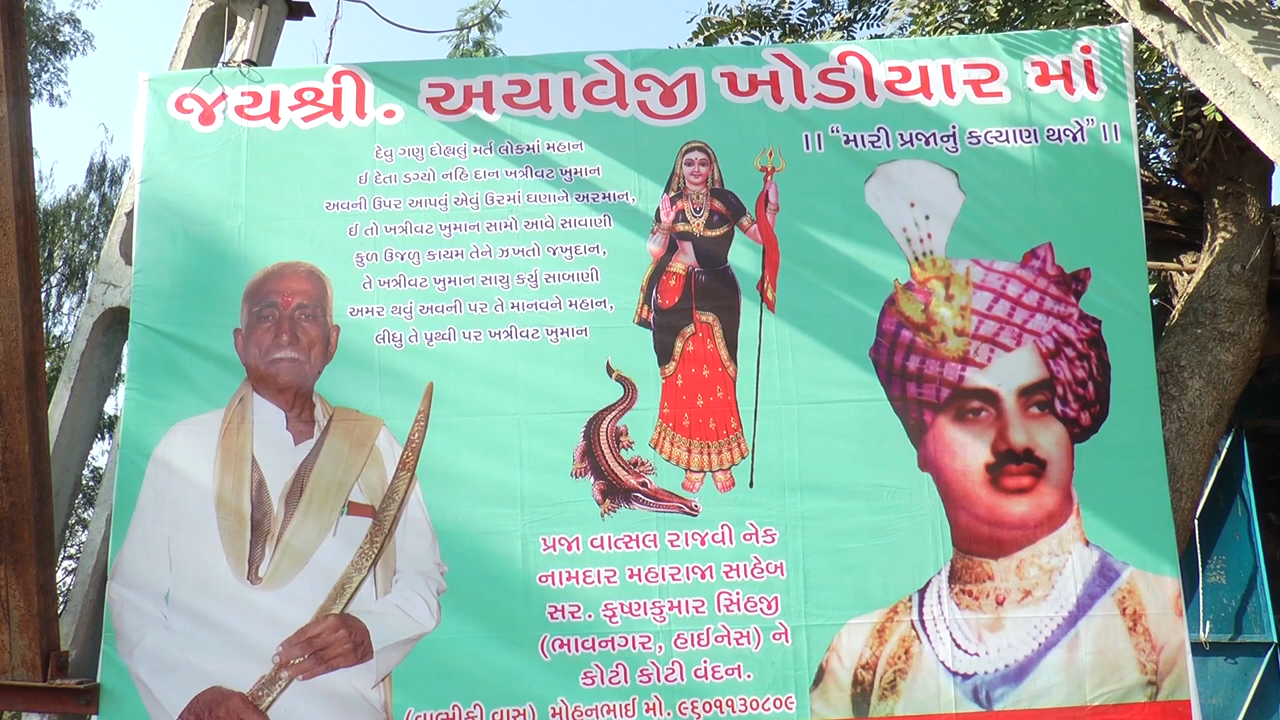 જયશ્રી. અયાવેજી ખોડીયાર માં
।। “મારી પ્રજાનું કલ્યાણ થજો” ।।
દેવુ ગણુ દોહ્યલું મર્ત લોકમાં મહાન
ઈ દેતા ડગ્યો નહિ દાન ખત્રીવટ ખુમાન
અવની ઉપર આપવું એવું ઉરમાં ઘણાને અરમાન,
ઈ તો ખત્રીવટ ખુમાન સામો આવે સાવાણી
કુળ ઉજળુ કાયમ તેને ઝખતો જખુદાન,
તે ખત્રીવટ ખુમાન સાચુ કર્યુ સાબાણી
અમર થવું અવની પર તે માનવને મહાન,
લીધુ તે પૃથ્વી પર ખત્રીવટ ખુમાન
પ્રજા વાત્સલ રાજવી નેક
નામદાર મહારાજા સાહેબ
સર. કૃષ્ણકુમાર સિંહજી
(ભાવનગર, હાઈનેસ) ને
કોટી કોટી વંદન.
(વાલ્મીકી વાસ) મોહનભાઈ મો. ૯૬૦૧૧૩૦૮૦૯